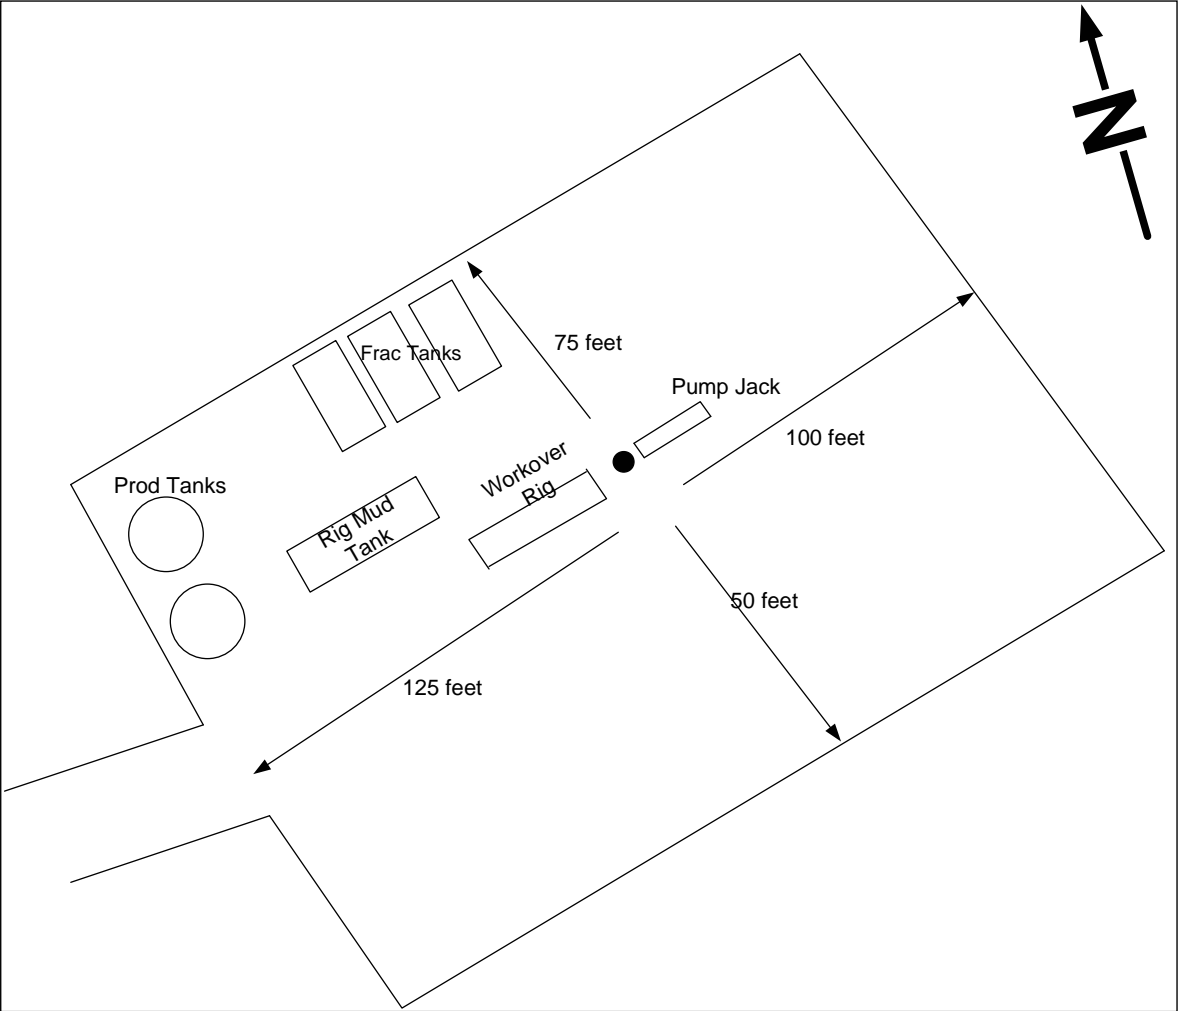 N
75 feet
Frac Tanks
Pump Jack
100 feet
Workover
Rig
Prod Tanks
Rig Mud
Tank
50 feet
125 feet